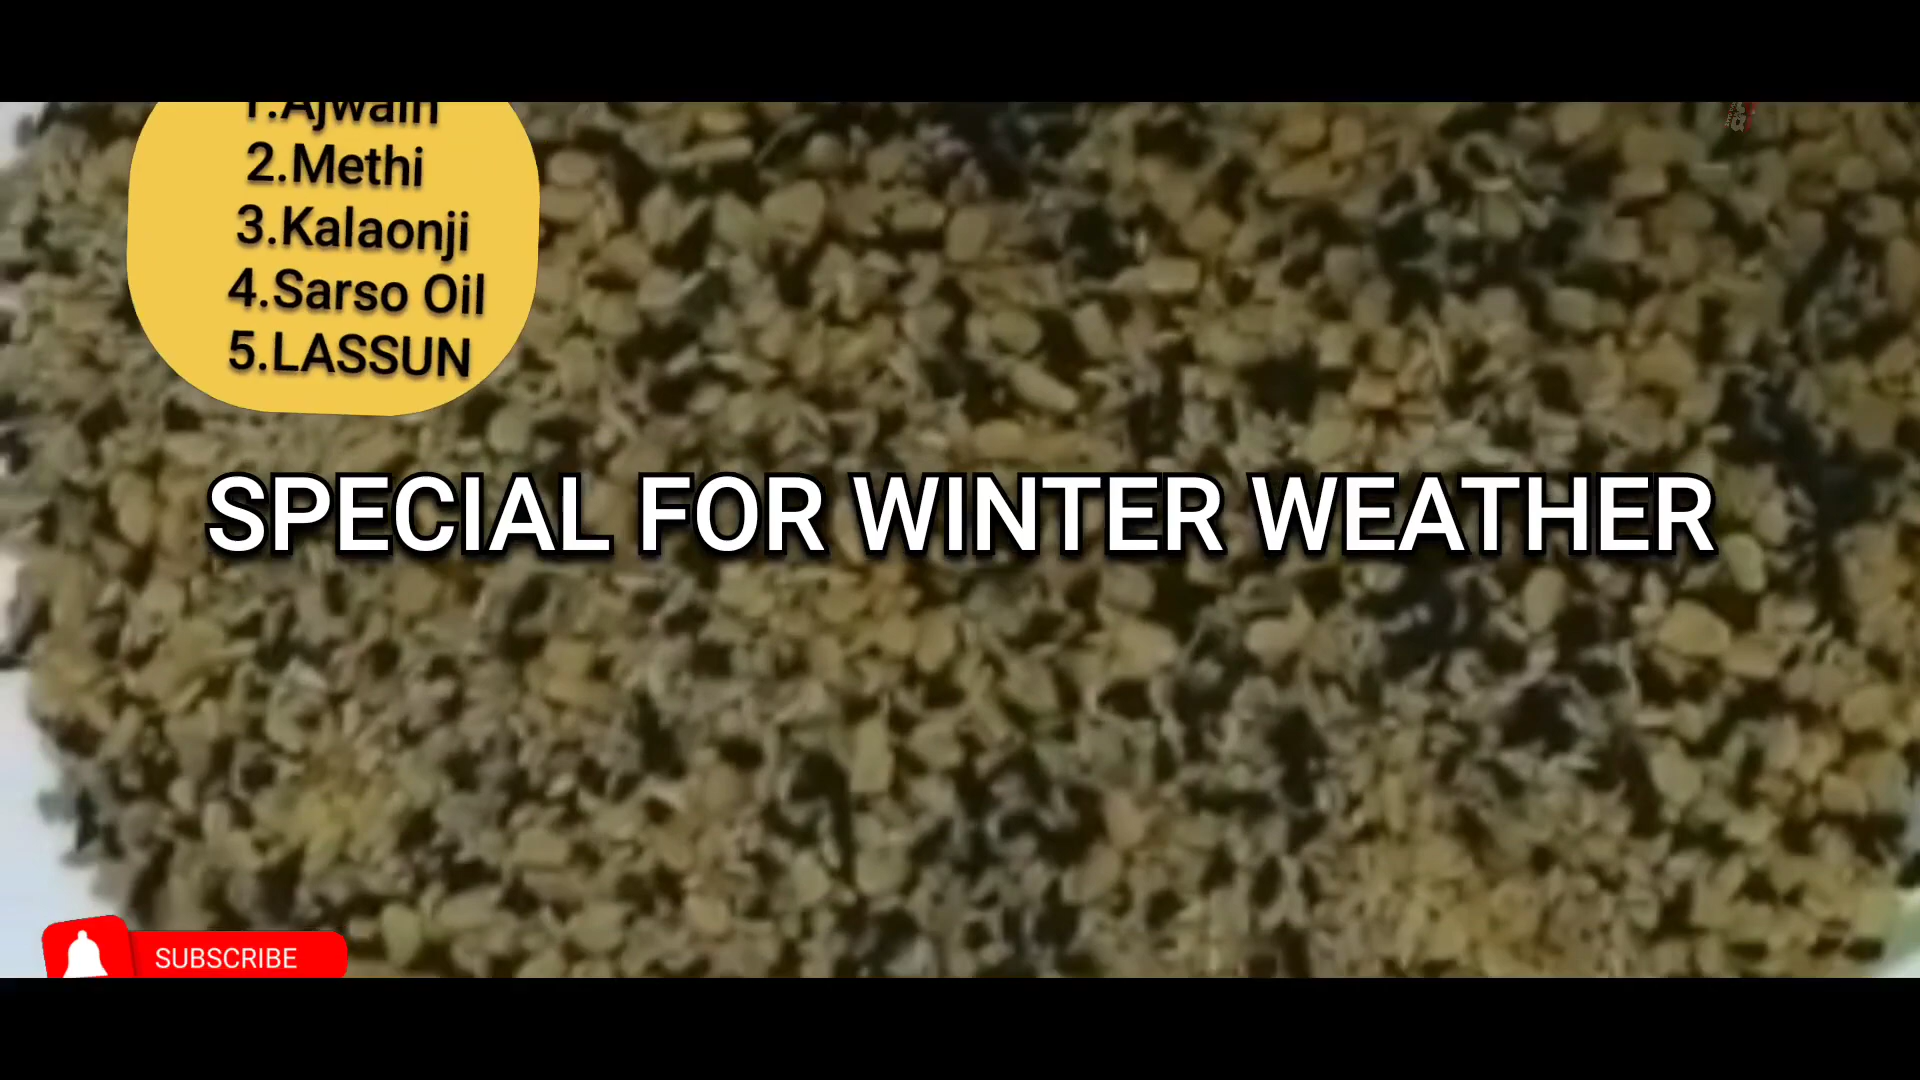 1.Ajwain
2.Methi
3.Kalaonji
4.Sarso Oil
5.LASSUN
SPECIAL FOR WINTER WEATHER
SUBSCRIBE